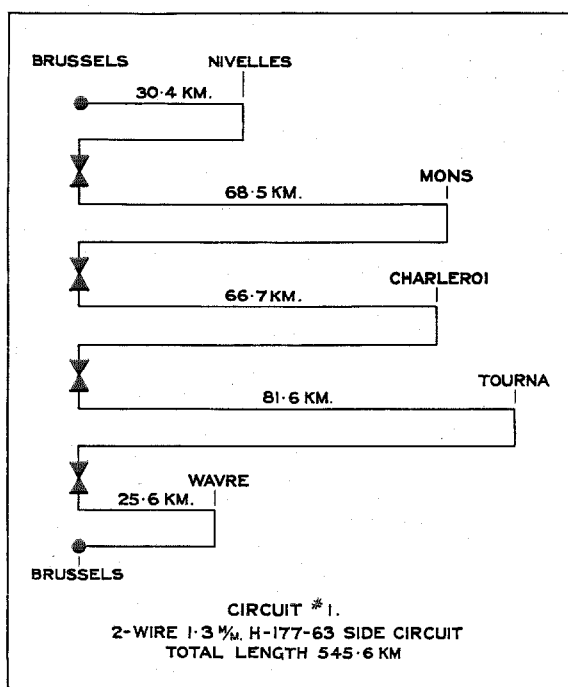 BRUSSELS NIVELLES
30·4 KM.
MONS
68·5 KM.
CHARLEROI
66·7 KM.
TOURNA
81·6 KM.
WAVRE
25·6 KM.
BRUSSELS
CIRCUIT #1.
2-WIRE 1·3 M/M. H-177-63 SIDE CIRCUIT
TOTAL LENGTH 545·6 KM